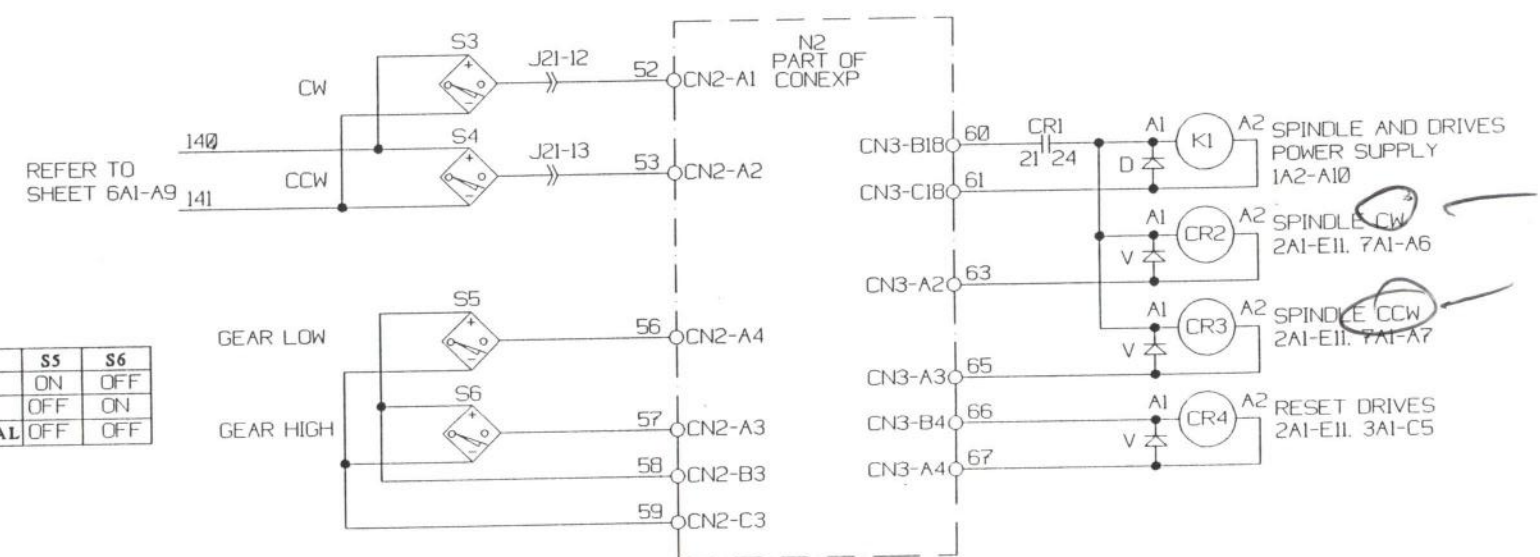 S3
J21-12
52
CN2-A1
CW
N2
PART OF
CONEXP
140
S4
J21-13
53
CN2-A2
REFER TO
SHEET 6A1-A9
CCW
141
CN3-B18
60
CR1
21 24
A1
K1
A2
SPINDLE AND DRIVES
POWER SUPPLY
1A2-A10
D
CN3-C18
61
A1
CR2
A2
SPINDLE CW
2A1-E11. 7A1-A6
V
CN3-A2
63
A1
CR3
A2
SPINDLE CCW
2A1-E11. 7A1-A7
V
CN3-A3
65
S5
GEAR LOW
56
CN2-A4
S5 S6
ON OFF
OFF ON
AL OFF OFF
S6
GEAR HIGH
57
CN2-A3
58
CN2-B3
59
CN2-C3
CN3-B4
66
A1
CR4
A2
RESET DRIVES
2A1-E11. 3A1-C5
V
CN3-A4
67